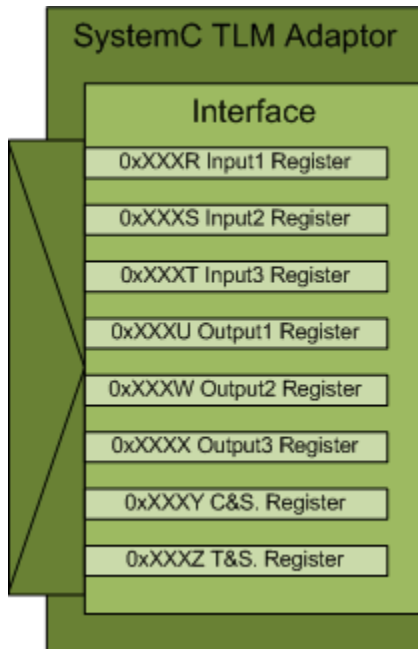 SystemC TLM Adaptor
Interface
0xXXXR Input1 Register
0xXXXS Input2 Register
0xXXXT Input3 Register
0xXXXU Output1 Register
0xXXXW Output2 Register
0xXXXX Output3 Register
0xXXXY C&S. Register
0xXXXZ T&S. Register